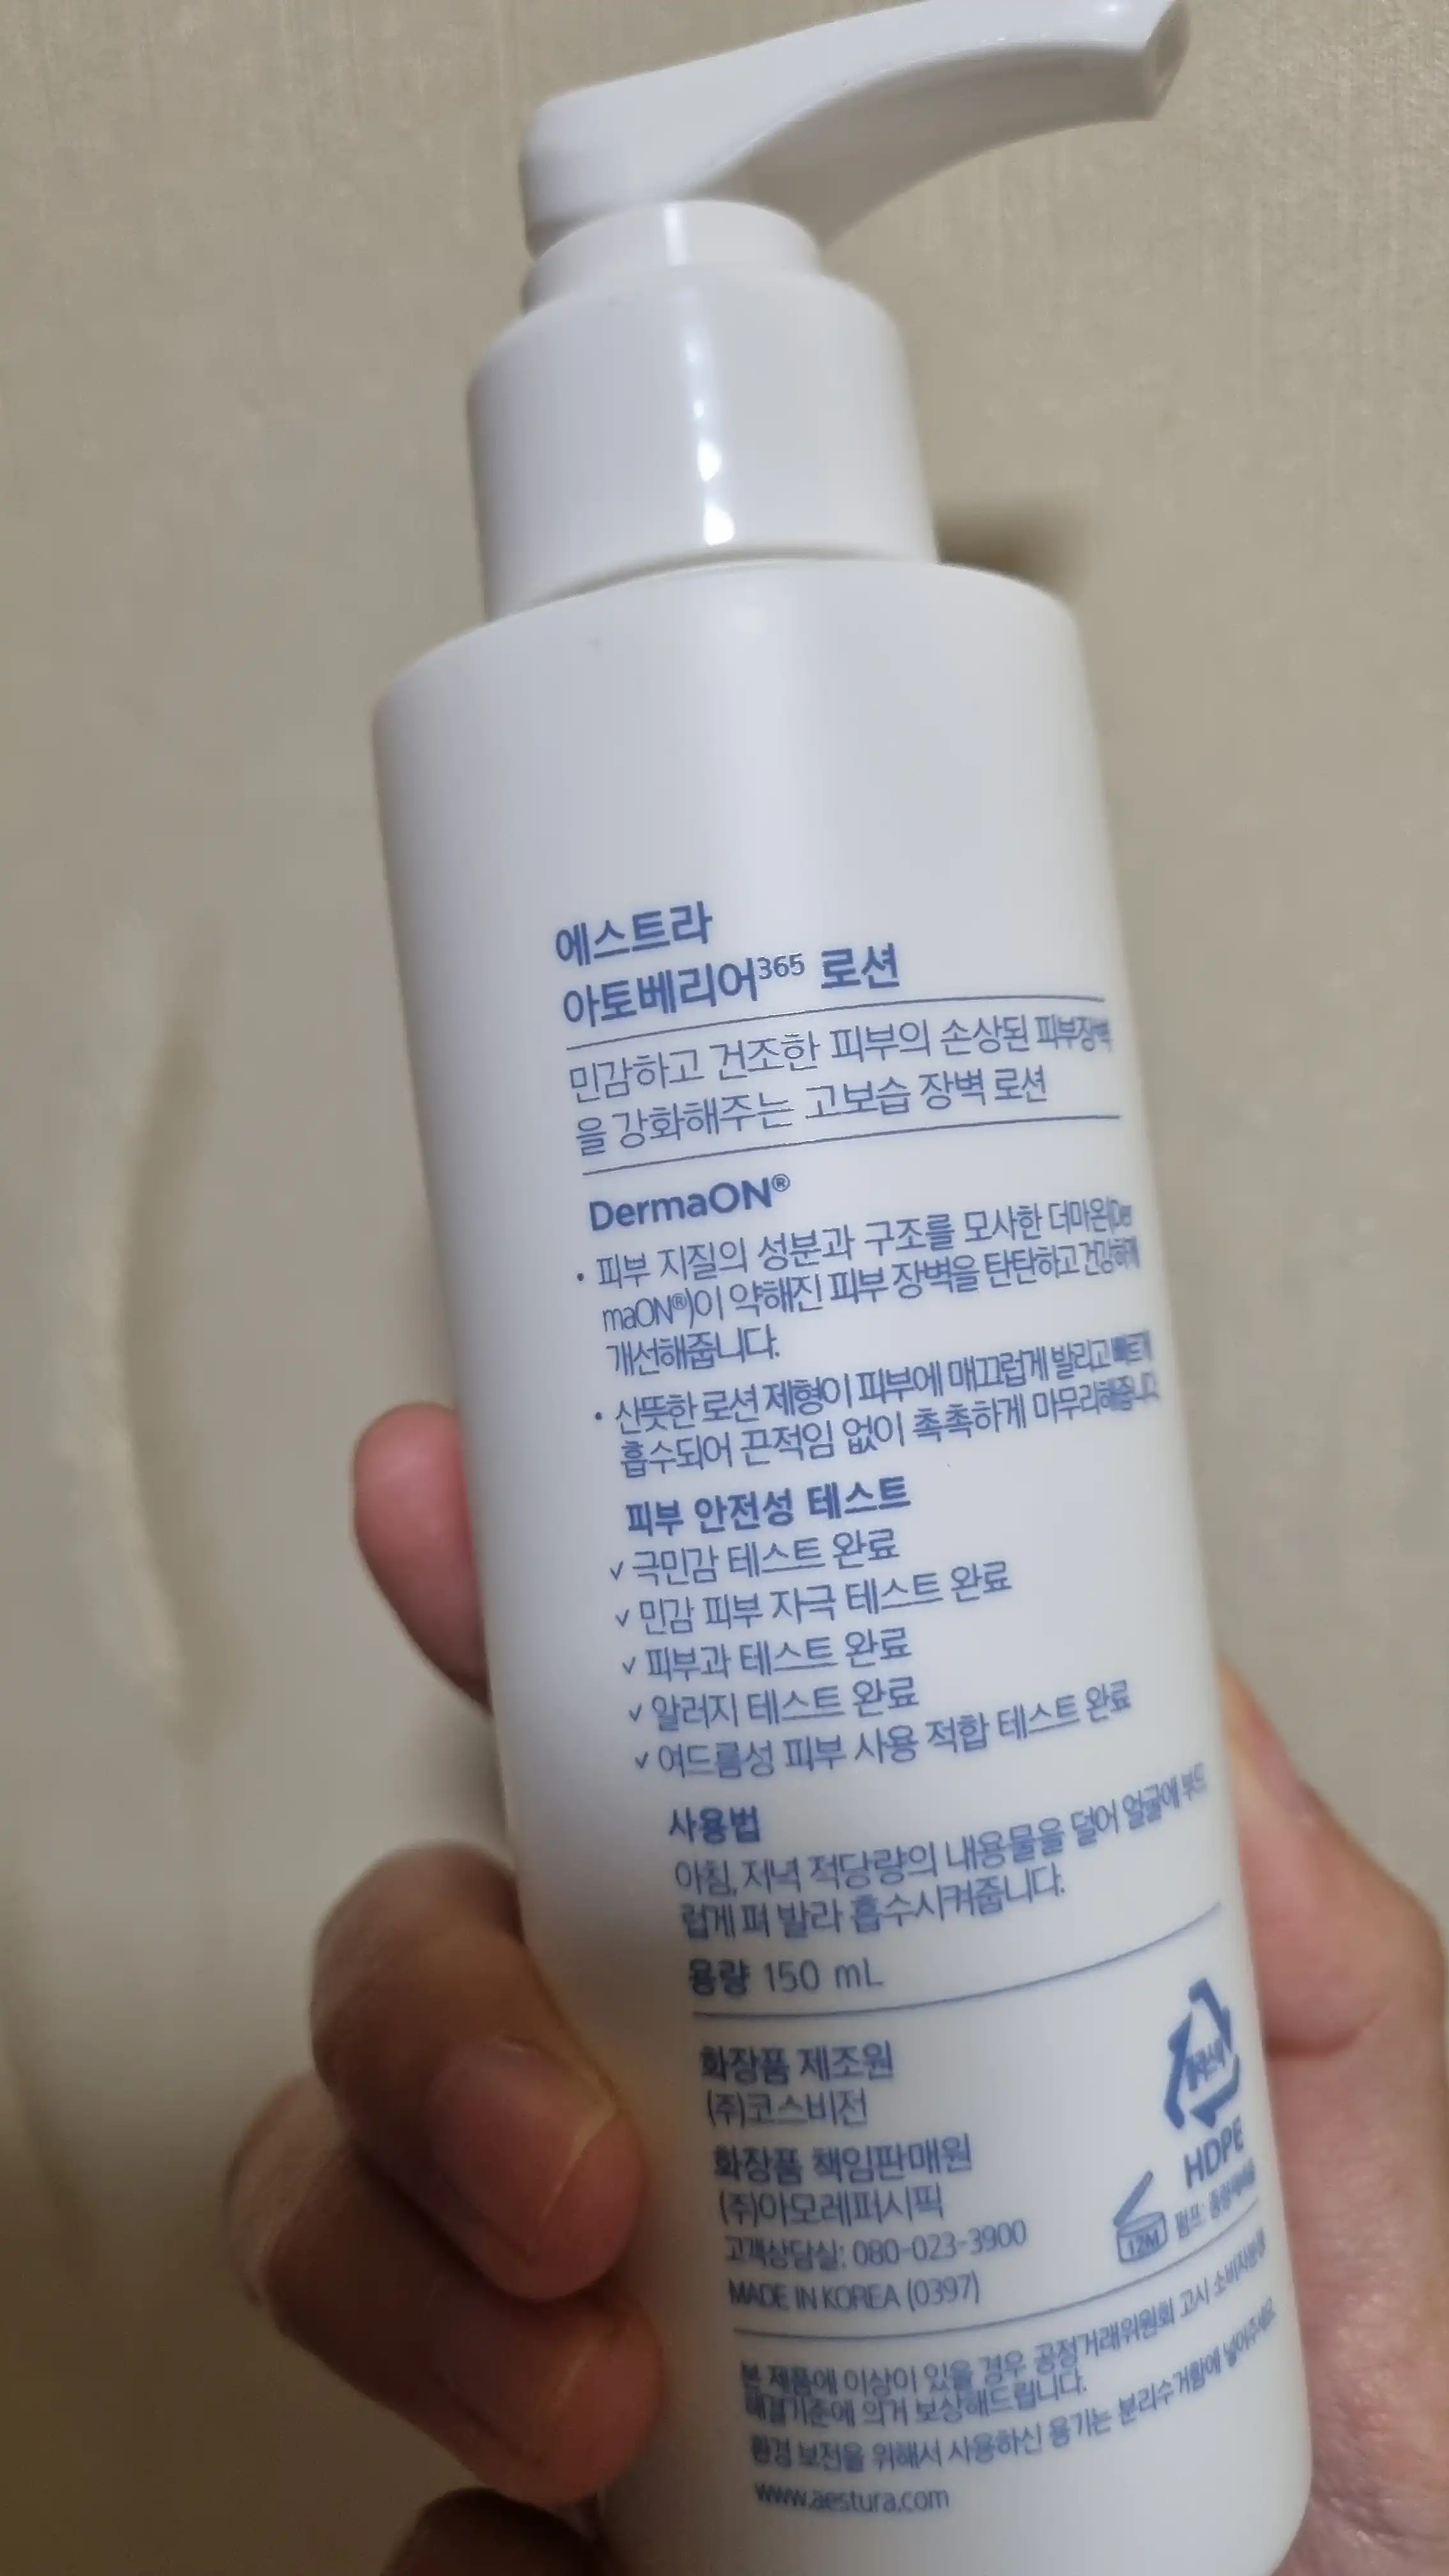 에스트라
아토베리어365 로션
민감하고 건조한 피부의 손상된 피부장벽
을 강화해주는 고보습 장벽 로션
DermaON®
• 피부 지질의 성분과 구조를 모사한 더마온(Der
maON®)이 약해진 피부 장벽을 탄탄하고 건강하게
개선해줍니다.
• 산뜻한 로션 제형이 피부에 매끄럽게 발리고 빠르게
흡수되어 끈적임 없이 촉촉하게 마무리해줍니다.
피부 안전성 테스트
✓ 극민감 테스트 완료
✓ 민감 피부 자극 테스트 완료
✓ 피부과 테스트 완료
✓ 알러지 테스트 완료
✓ 여드름성 피부 사용 적합 테스트 완료
사용법
아침, 저녁 적당량의 내용물을 덜어 얼굴에 부드
럽게 펴 발라 흡수시켜줍니다.
용량 150 mL
화장품 제조원
(주)코스비전
화장품 책임판매원
(주)아모레퍼시픽
고객상담실: 080-023-3900
MADE IN KOREA (0397)
HDPE
12M
펌프:
본 제품에 이상이 있을 경우 공정거래위원회 고시 소비자분쟁
해결기준에 의거 보상해드립니다.
환경 보전을 위해서 사용하신 용기는 분리수거함에 넣어주세요.
www.aestura.com